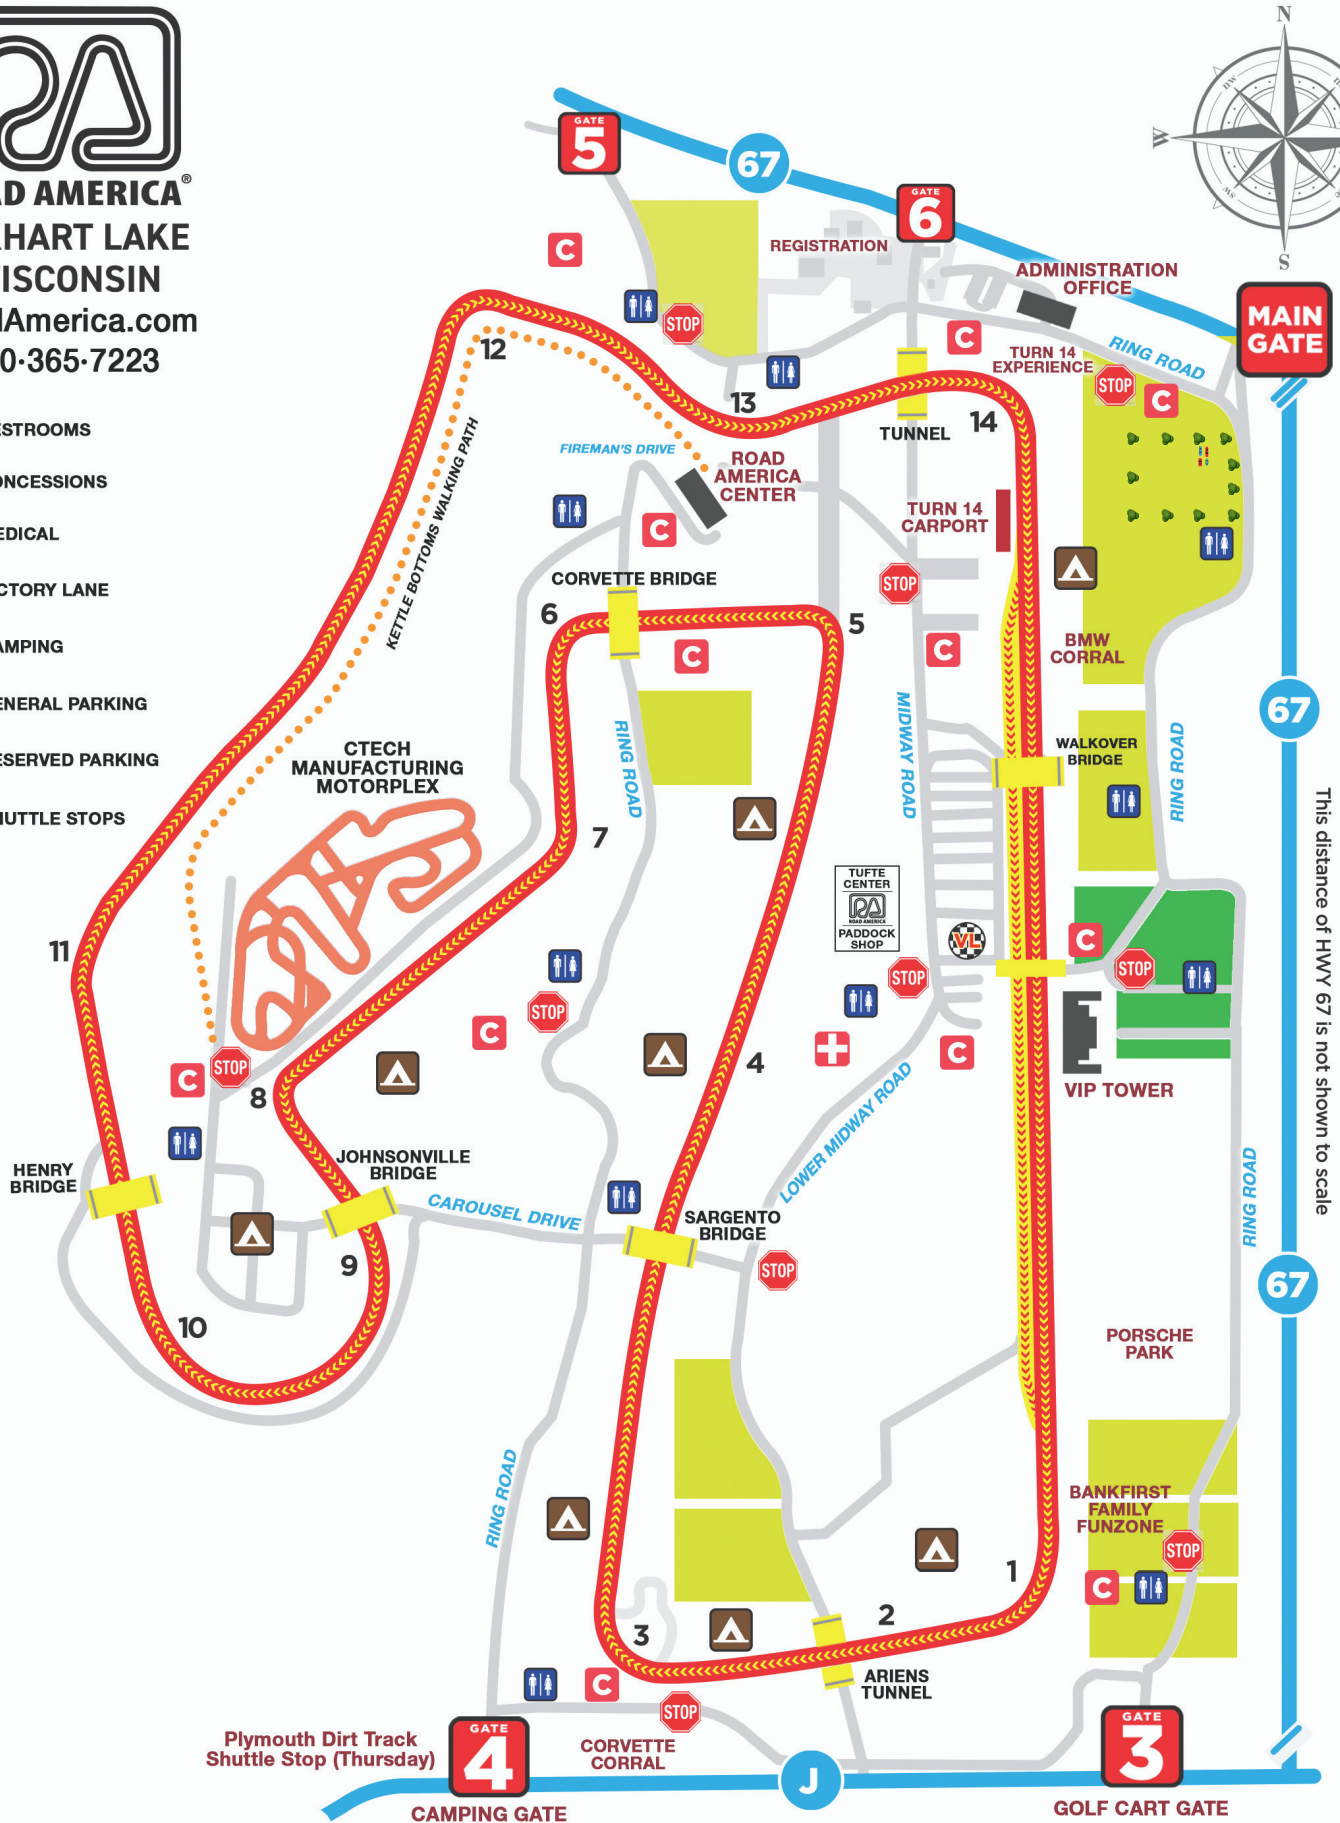 AD AMERICA®
HART LAKE
ISCONSIN
dAmerica.com
0·365·7223
ESTROOMS
ONCESSIONS
EDICAL
CTORY LANE
AMPING
ENERAL PARKING
ESERVED PARKING
HUTTLE STOPS
N
W
S
nw
sw
GATE
5
67
GATE
6
REGISTRATION
ADMINISTRATION
OFFICE
MAIN
GATE
C
STOP
C
TURN 14
EXPERIENCE
RING ROAD
STOP
C
12
13
14
TUNNEL
FIREMAN'S DRIVE
ROAD
AMERICA
CENTER
KETTLE BOTTOMS WALKING PATH
C
TURN 14
CARPORT
STOP
CORVETTE BRIDGE
6
5
C
C
BMW
CORRAL
67
RING ROAD
MIDWAY ROAD
WALKOVER
BRIDGE
RING ROAD
CTECH
MANUFACTURING
MOTORPLEX
7
This distance of HWY 67 is not shown to scale
TUFTE
CENTER
ROAD AMERICA
PADDOCK
SHOP
VL
C
11
STOP
STOP
STOP
C
4
C
VIP TOWER
C
STOP
8
LOWER MIDWAY ROAD
HENRY
BRIDGE
JOHNSONVILLE
BRIDGE
CAROUSEL DRIVE
SARGENTO
BRIDGE
RING ROAD
STOP
9
67
10
PORSCHE
PARK
RING ROAD
BANKFIRST
FAMILY
FUNZONE
STOP
C
1
2
3
C
STOP
ARIENS
TUNNEL
Plymouth Dirt Track
Shuttle Stop (Thursday)
GATE
4
CORVETTE
CORRAL
J
GATE
3
CAMPING GATE
GOLF CART GATE